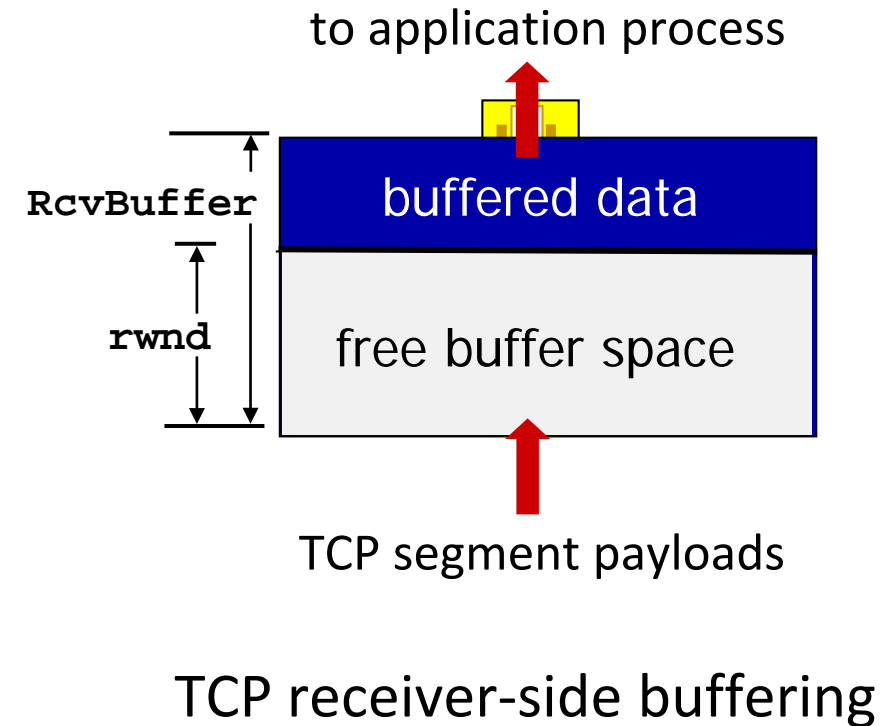 to application process
RcvBuffer
buffered data
rwnd
free buffer space
TCP segment payloads
TCP receiver-side buffering